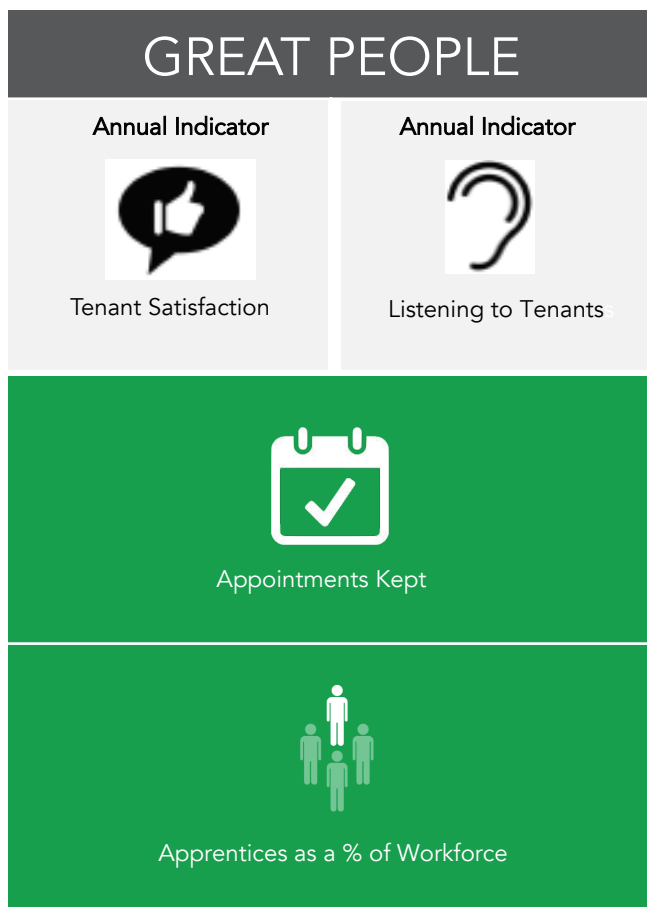 GREAT PEOPLE
Annual Indicator
Tenant Satisfaction
Annual Indicator
Listening to Tenants
Appointments Kept
Apprentices as a % of Workforce